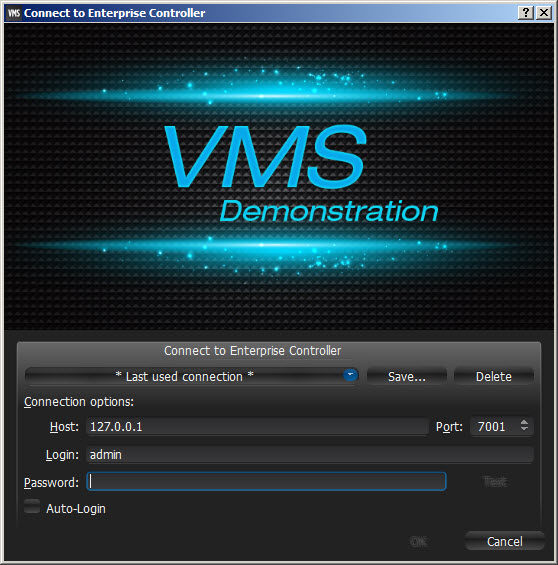 VMS Connect to Enterprise Controller
VMS
Demonstration
Connect to Enterprise Controller
* Last used connection * Save... Delete
Connection options:
Host: 127.0.0.1 Port: 7001
Login: admin
Password: Test
Auto-Login
OK Cancel